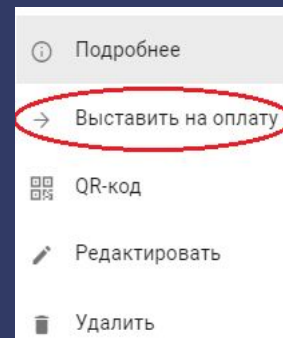 Подробнее
Выставить на оплату
QR-код
Редактировать
Удалить